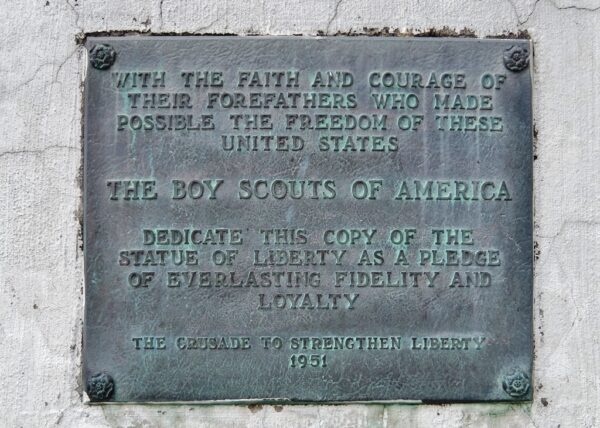 WITH THE FAITH AND COURAGE OF
THEIR FOREFATHERS WHO MADE
POSSIBLE THE FREEDOM OF THESE
UNITED STATES
THE BOY SCOUTS OF AMERICA
DEDICATE THIS COPY OF THE
STATUE OF LIBERTY AS A PLEDGE
OF EVERLASTING FIDELITY AND
LOYALTY
THE CRUSADE TO STRENGTHEN LIBERTY
1951